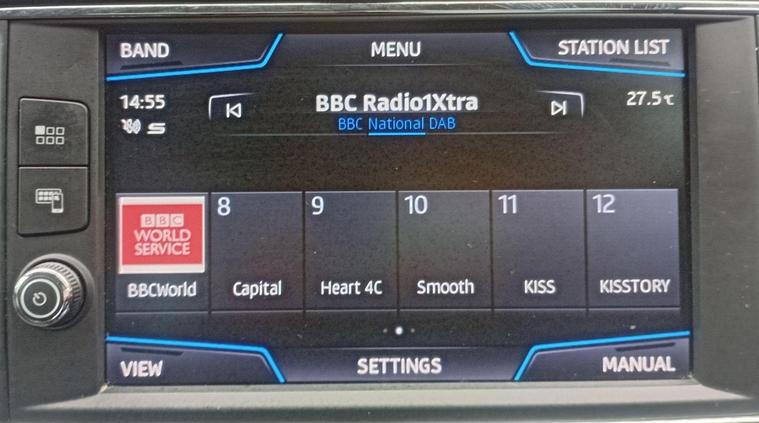 BAND MENU STATION LIST
14:55 BBC Radio1Xtra 27.5℃
BBC National DAB
BBC
WORLD
SERVICE
BBCWorld
8
Capital
9
Heart 4C
10
Smooth
11
KISS
12
KISSTORY
VIEW SETTINGS MANUAL